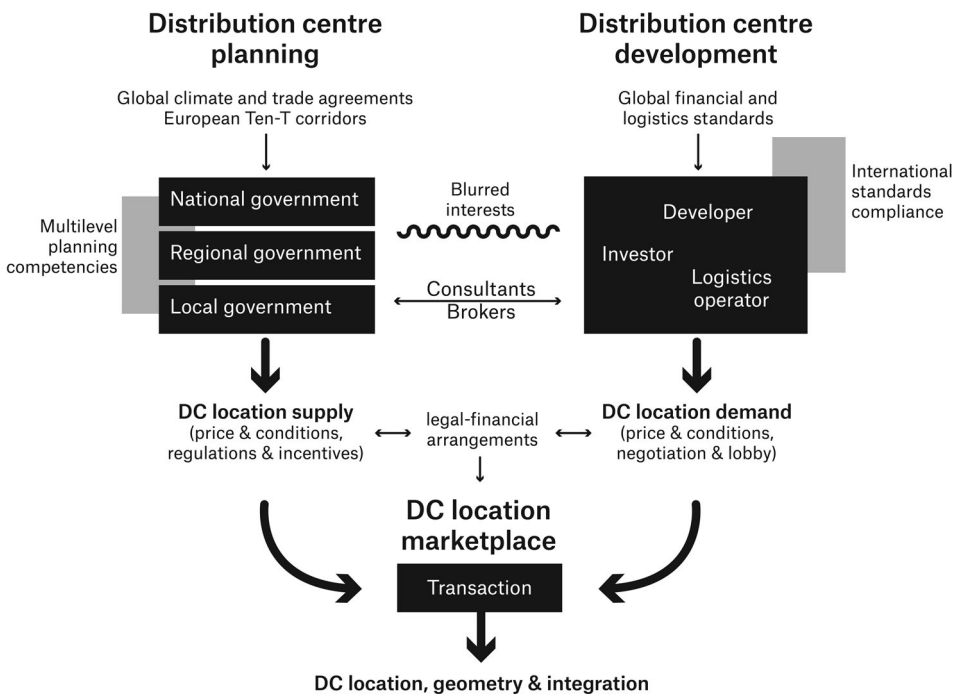 Distribution centre
planning
Distribution centre
development
Global climate and trade agreements
European Ten-T corridors
Global financial and
logistics standards
Multilevel
planning
competencies
National government
Regional government
Local government
Blurred
interests
Consultants
Brokers
Developer
Investor
Logistics
operator
International
standards
compliance
DC location supply
(price & conditions,
regulations & incentives)
legal-financial
arrangements
DC location demand
(price & conditions,
negotiation & lobby)
DC location
marketplace
Transaction
DC location, geometry & integration